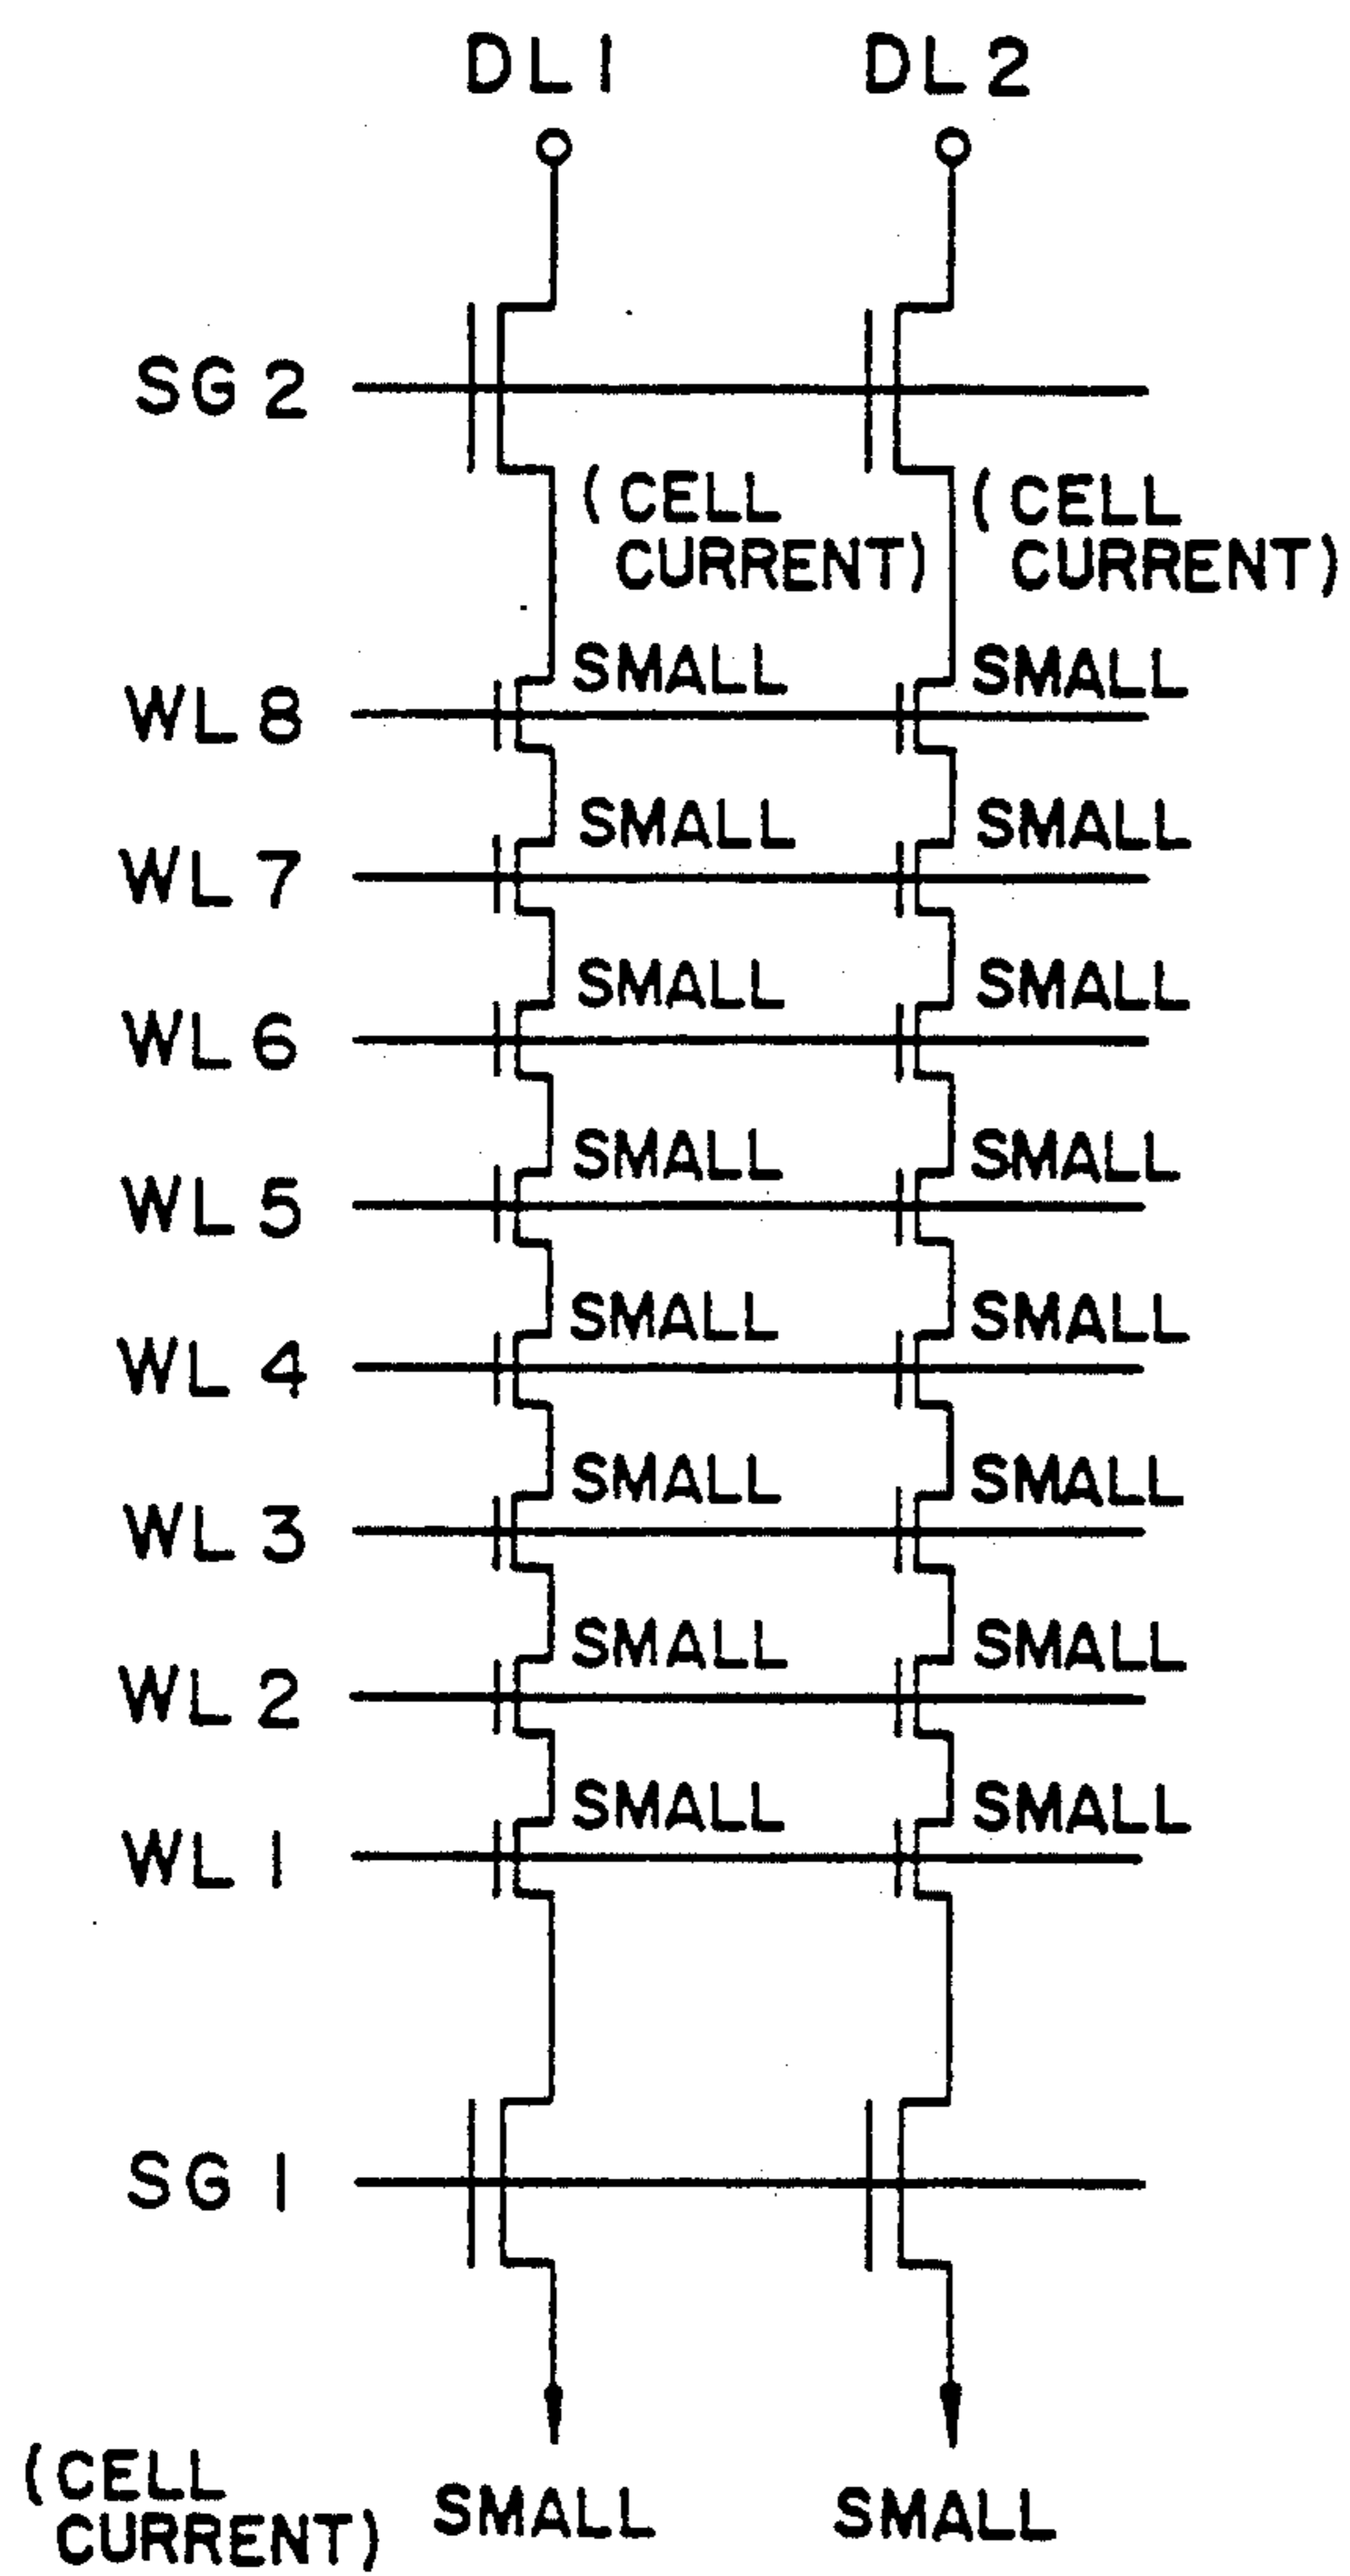 DL1 DL2
SG2
(CELL CURRENT) (CELL CURRENT)
SMALL SMALL
WL8
SMALL SMALL
WL7
SMALL SMALL
WL6
SMALL SMALL
WL5
SMALL SMALL
WL4
SMALL SMALL
WL3
SMALL SMALL
WL2
SMALL SMALL
WL1
SG1
(CELL CURRENT) SMALL SMALL